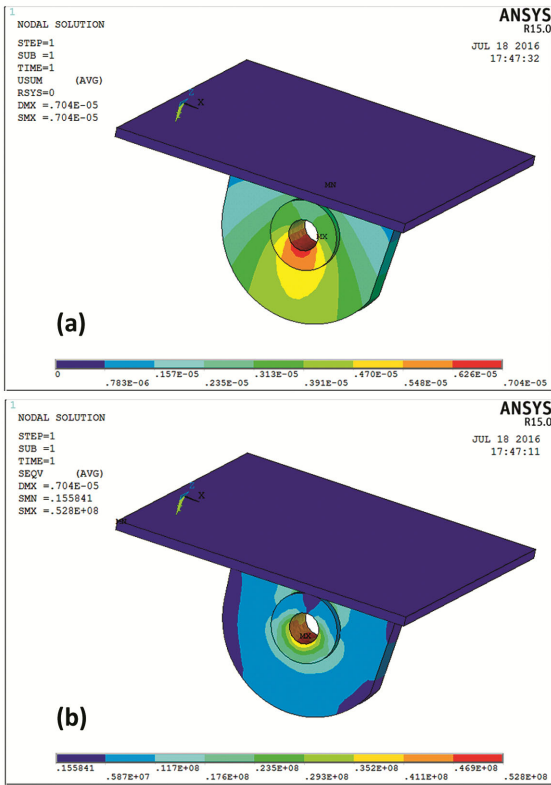 1
NODAL SOLUTION
ANSYS
R15.0
STEP=1
SUB =1
TIME=1
USUM (AVG)
RSYS=0
DMX =.704E-05
SMX =.704E-05
JUL 18 2016
17:47:32
Z
X
MN
MX
(a)
0 .157E-05 .313E-05 .470E-05 .626E-05
.783E-06 .235E-05 .391E-05 .548E-05 .704E-05
1
NODAL SOLUTION
ANSYS
R15.0
STEP=1
SUB =1
TIME=1
SEQV (AVG)
DMX =.704E-05
SMN =.155841
SMX =.528E+08
JUL 18 2016
17:47:11
Z
X
MN
MX
(b)
.155841 .117E+08 .235E+08 .352E+08 .469E+08
.587E+07 .176E+08 .293E+08 .411E+08 .528E+08